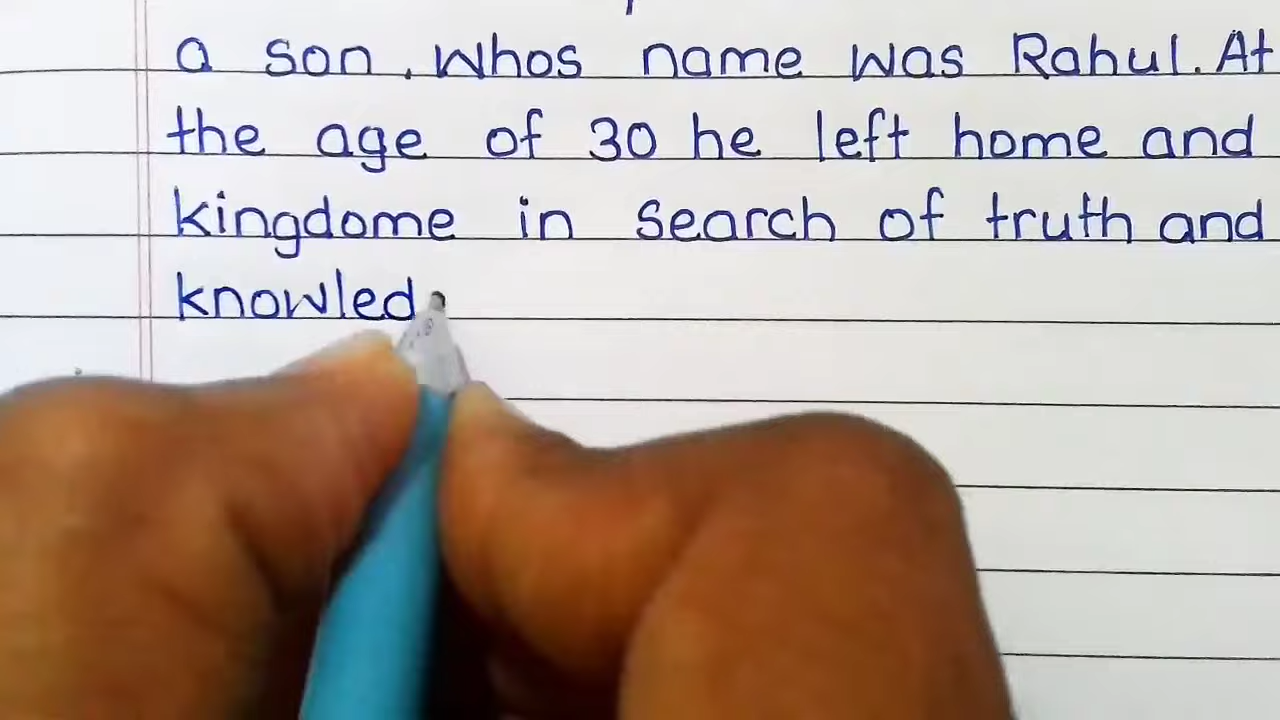 a son, whos name was Rahul. At
the age of 30 he left home and
kingdome in search of truth and
knowled